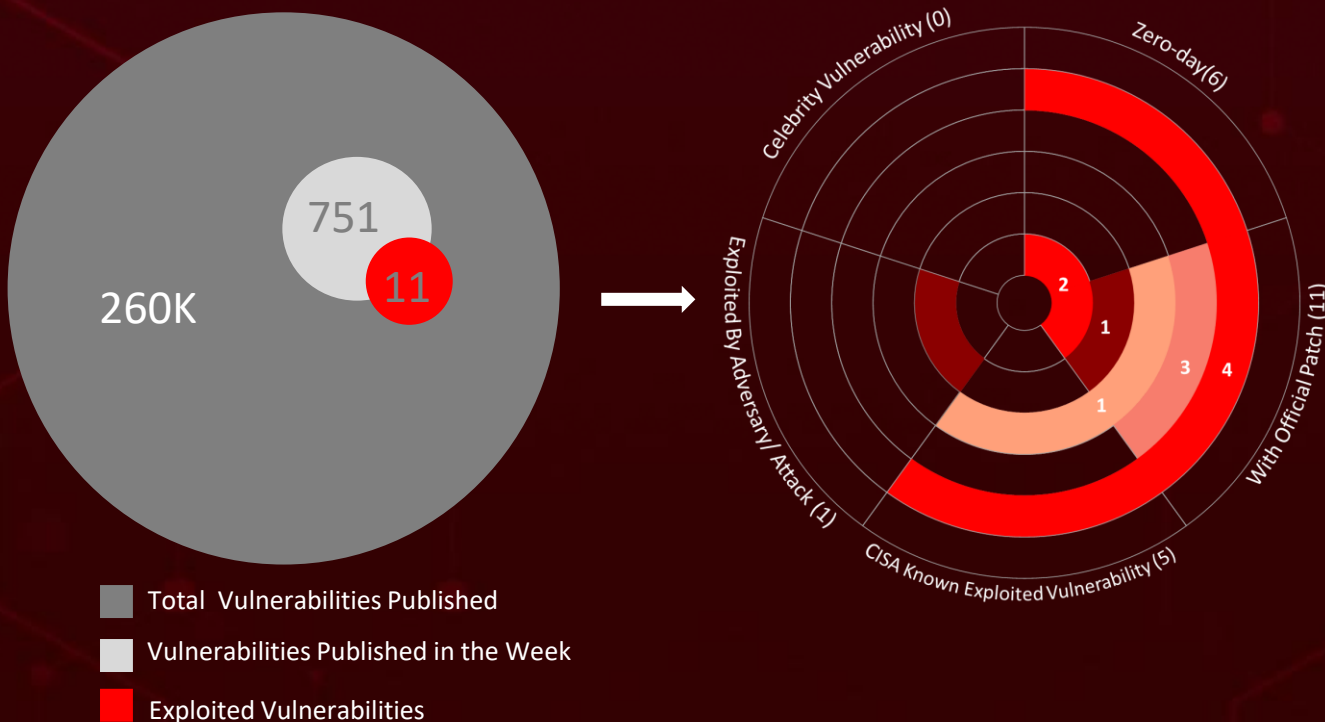 260K
751
11
Total Vulnerabilities Published
Vulnerabilities Published in the Week
Exploited Vulnerabilities
Celebrity Vulnerability (0)
Zero-day(6)
With Official Patch (11)
CISA Known Exploited Vulnerability (5)
Exploited By Adversary/ Attack (1)
2
1
3
4
1